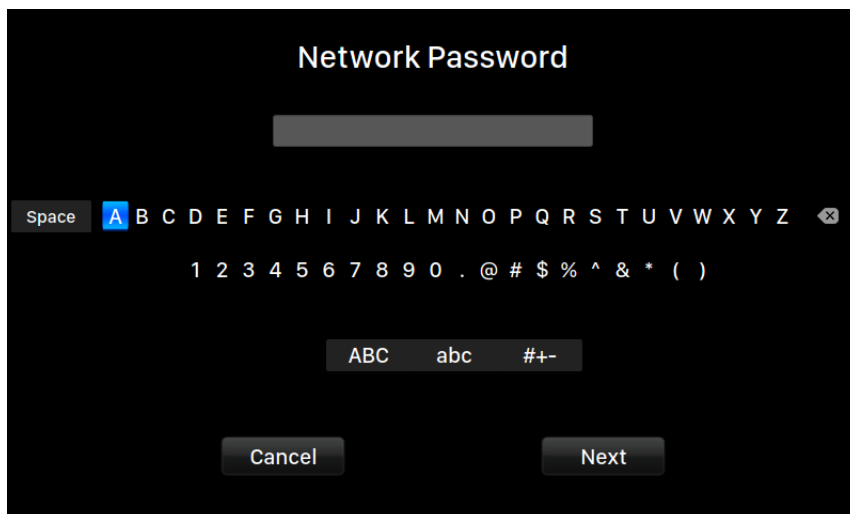 Network Password
Space A B C D E F G H I J K L M N O P Q R S T U V W X Y Z
1 2 3 4 5 6 7 8 9 0 . @ # $ % ^ & * ( )
ABC abc #+-
Cancel Next